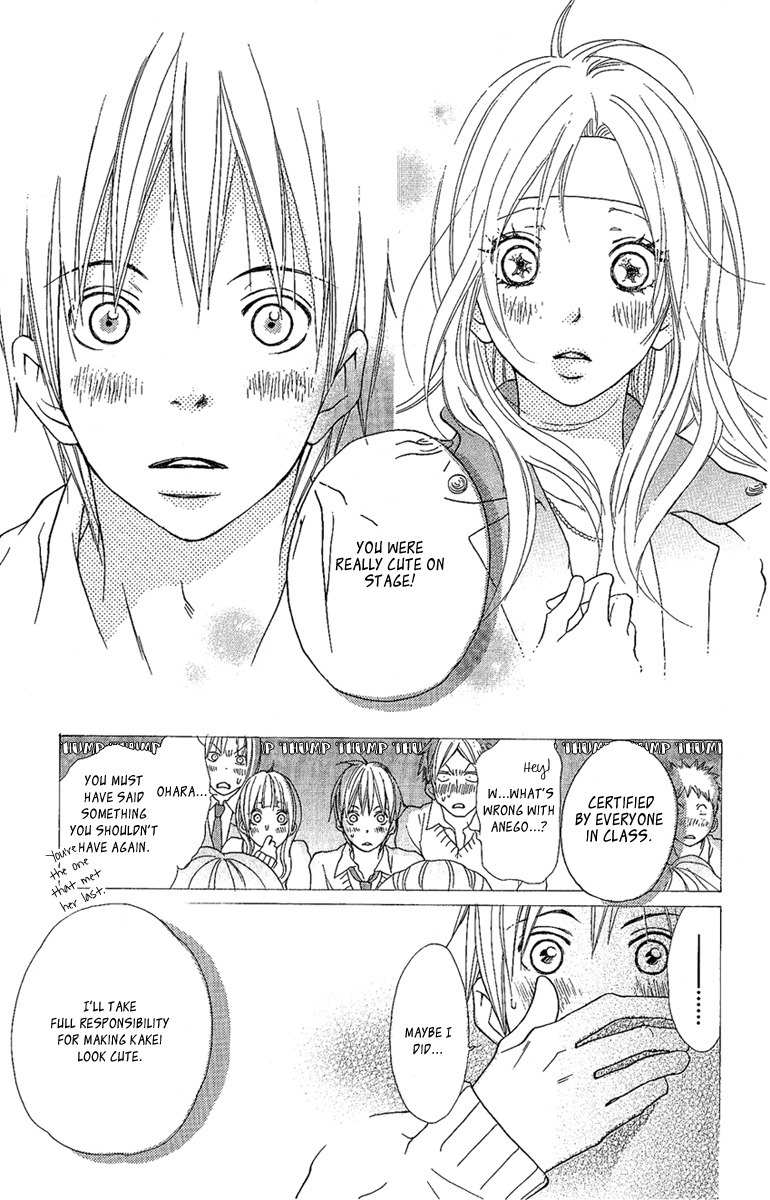 YOU WERE
REALLY CUTE ON
STAGE!
THUMP THUMP
P THUMP THUM
THUMP THUMP
CERTIFIED
BY EVERYONE
IN CLASS.
Hey!
W...WHAT'S
WRONG WITH
ANEGO...?
OHARA...
YOU MUST
HAVE SAID
SOMETHING
YOU SHOULDN'T
HAVE AGAIN.
You're
the one
that met
her last.
MAYBE I
DID...
I'LL TAKE
FULL RESPONSIBILITY
FOR MAKING KAKEI
LOOK CUTE.